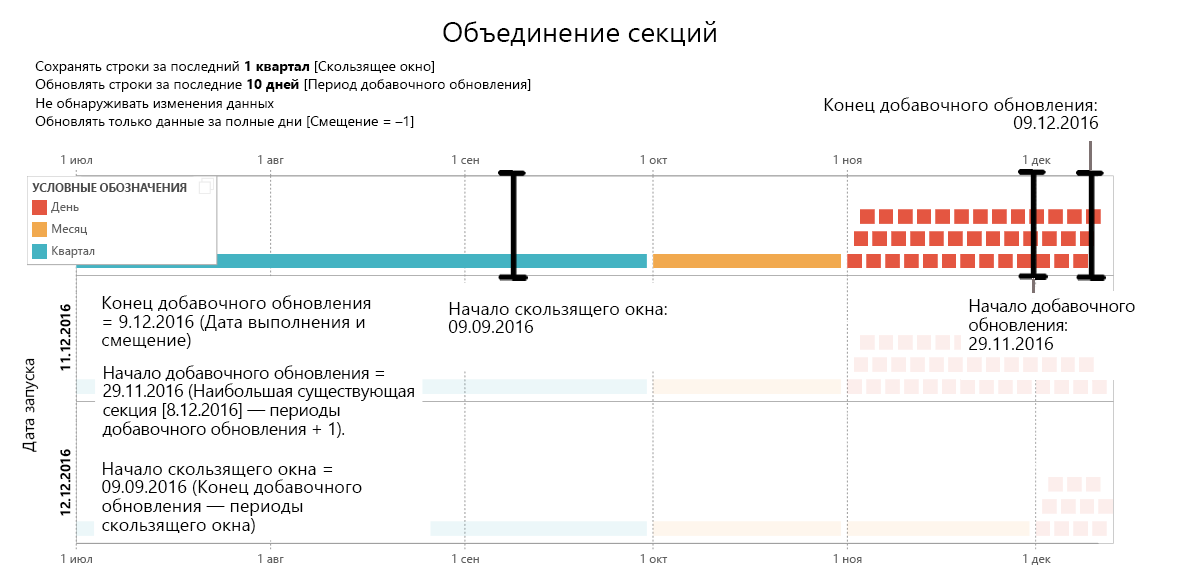 Объединение секций
Сохранять строки за последний 1 квартал [Скользящее окно]
Обновлять строки за последние 10 дней [Период добавочного обновления]
Не обнаруживать изменения данных
Обновлять только данные за полные дни [Смещение = –1]
Конец добавочного обновления:
09.12.2016
1 июл
1 авг
1 сен
1 окт
1 ноя
1 дек
УСЛОВНЫЕ ОБОЗНАЧЕНИЯ
День
Месяц
Квартал
Конец добавочного обновления
= 9.12.2016 (Дата выполнения и
смещение)
Начало скользящего окна:
09.09.2016
Начало добавочного
обновления:
29.11.2016
Начало добавочного обновления =
29.11.2016 (Наибольшая существующая
секция [8.12.2016] — периоды
добавочного обновления + 1).
Начало скользящего окна =
09.09.2016 (Конец добавочного
обновления — периоды
скользящего окна)
Дата запуска
11.12.2016
12.12.2016
1 июл
1 авг
1 сен
1 окт
1 ноя
1 дек